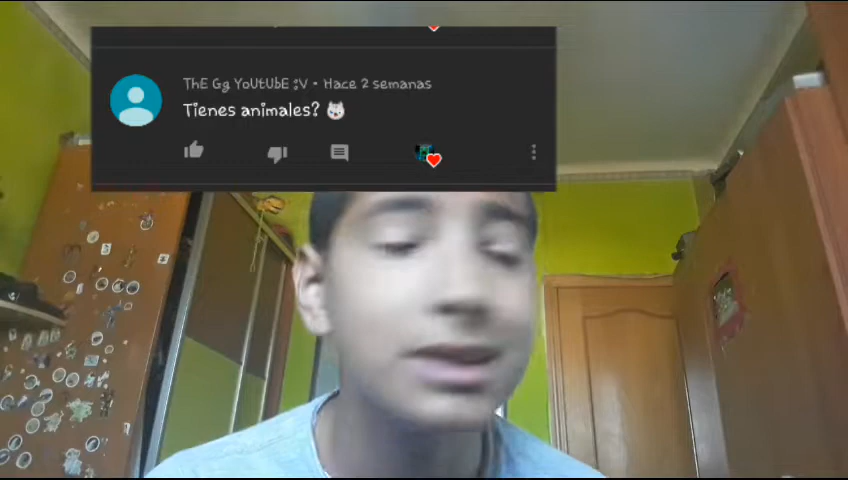 ThE Gg YoUtUbE ;V • Hace 2 semanas
Tienes animales? 🐱